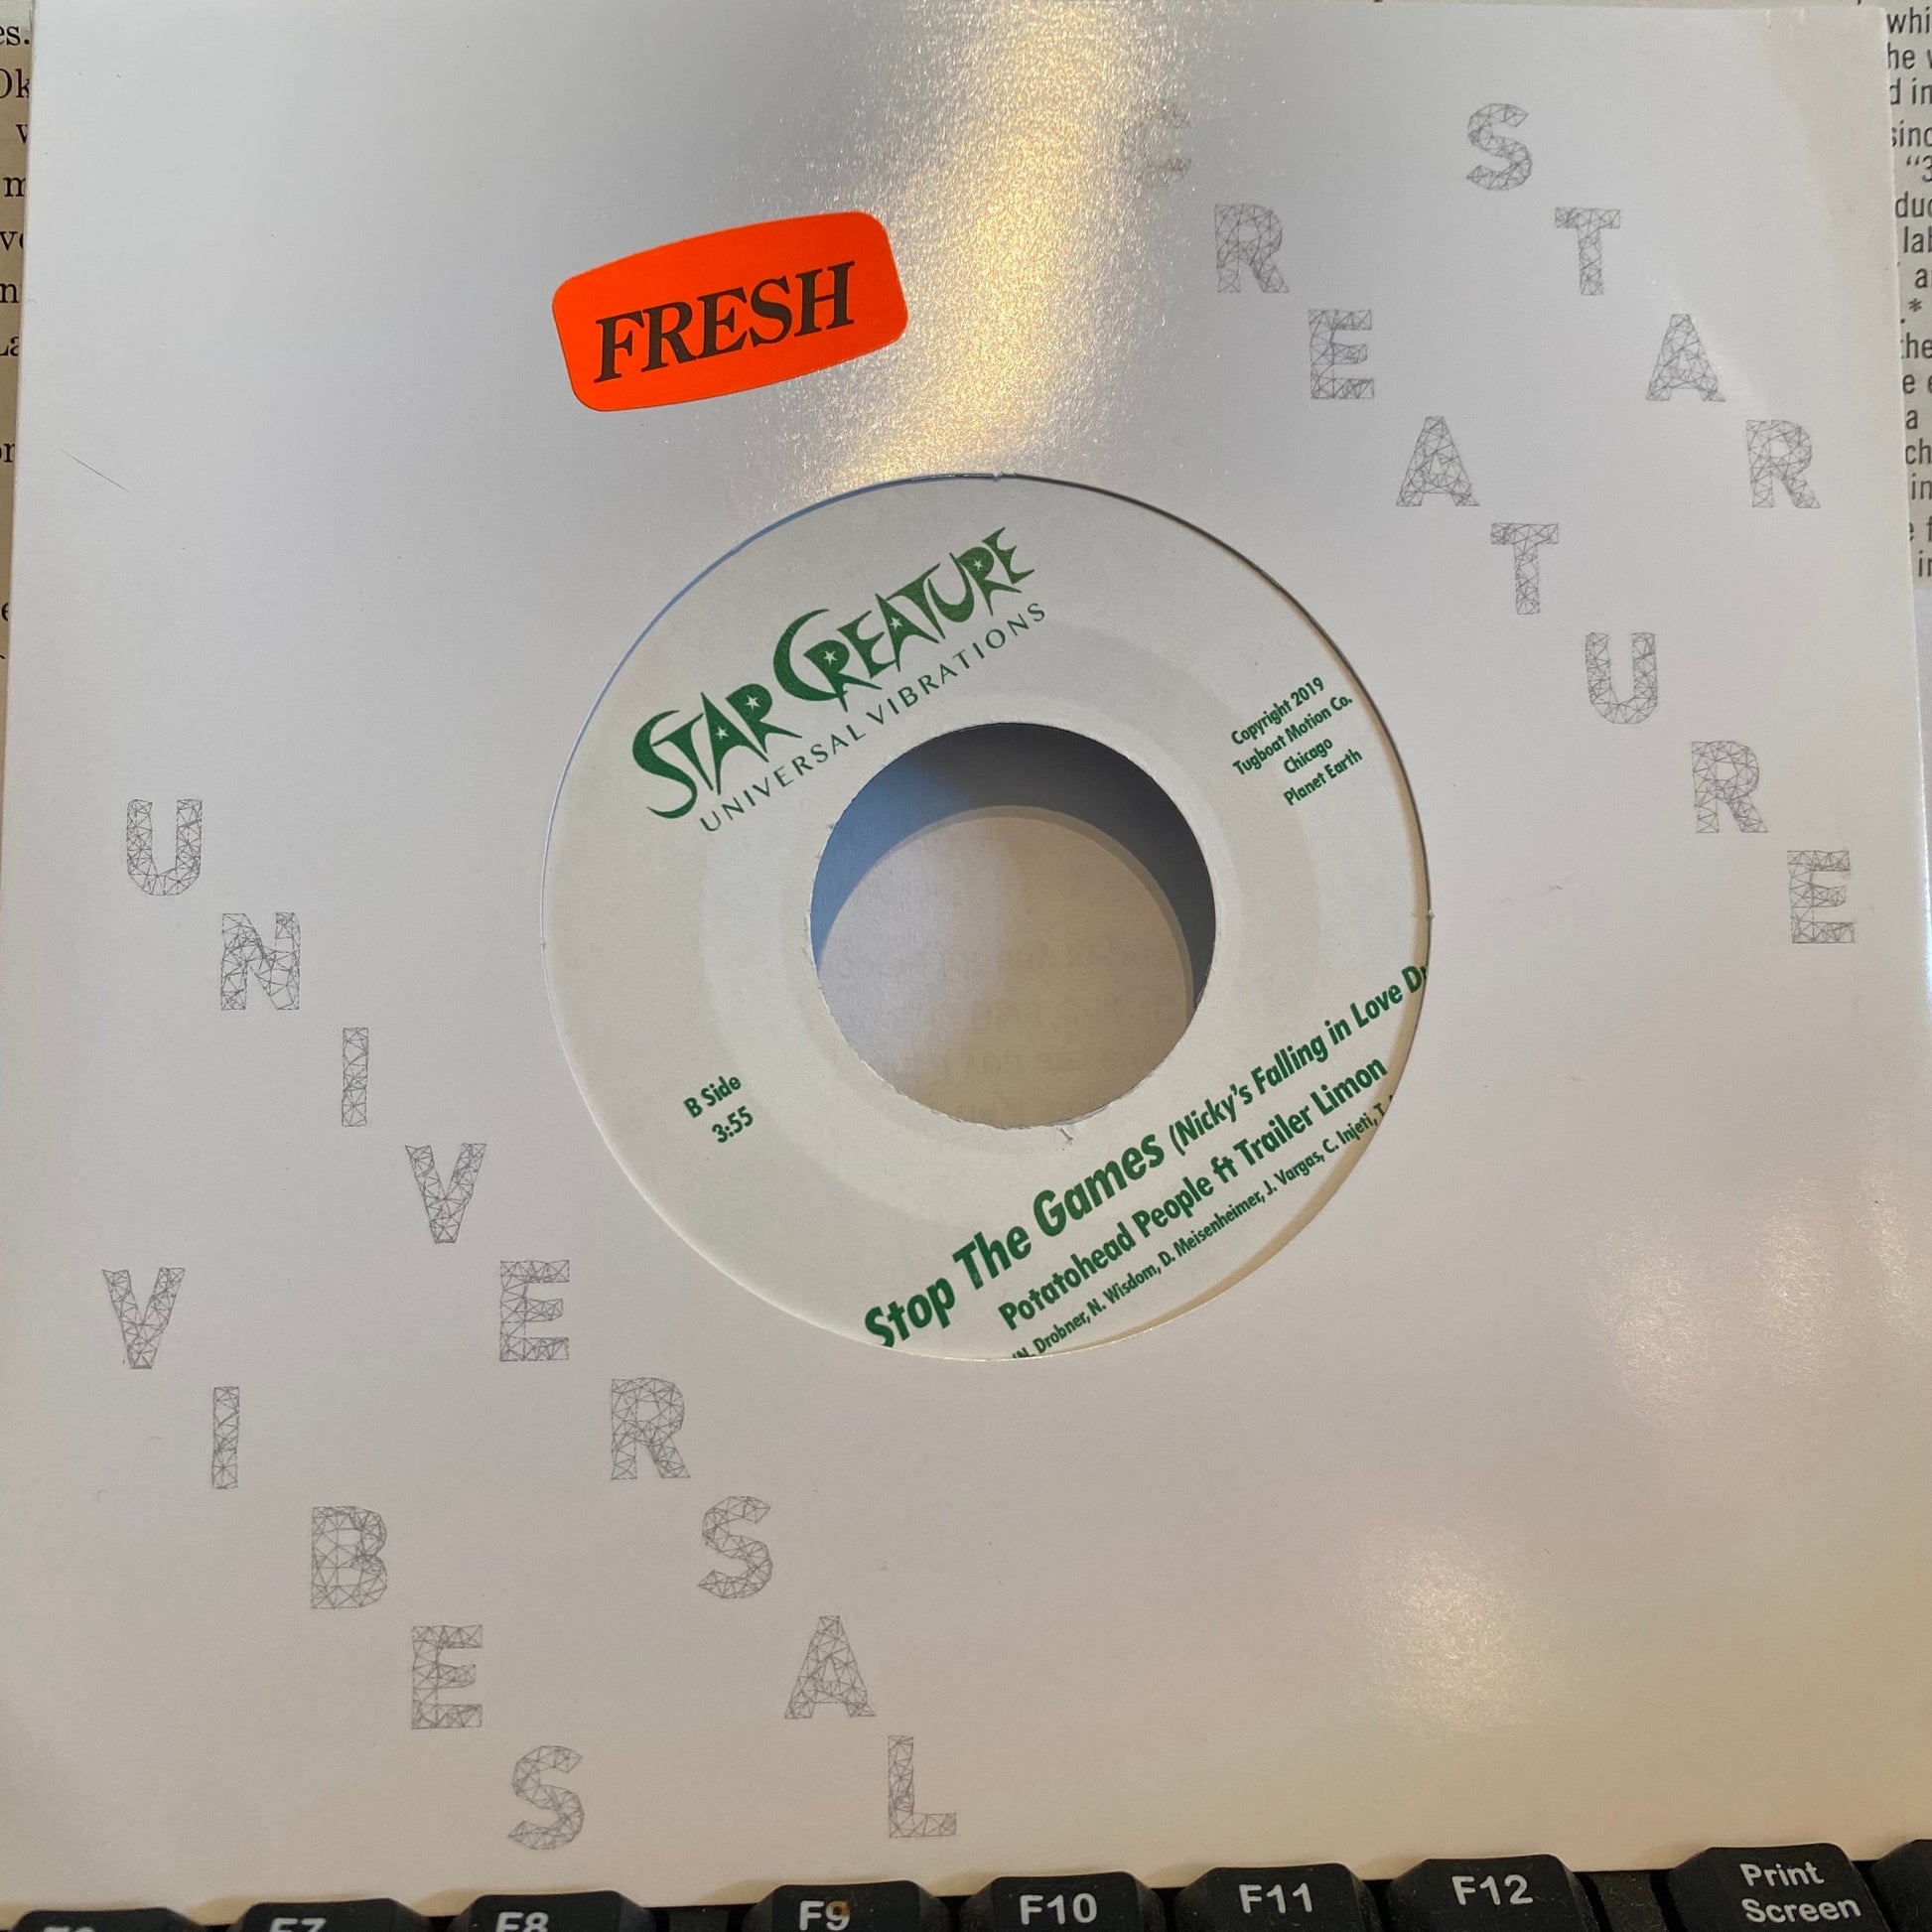 FRESH
CREATURE
STAR
STAR CREATURE
UNIVERSAL VIBRATIONS
Copyright 2019
Tugboat Motion Co.
Chicago
Planet Earth
B Side
3:55
Stop The Games (Nicky's Falling in Love
Potatohead People ft Trailer Limon
Drobner, N. Wisdom, D. Meisenheimer, J. Vargas, C. Injeti, T.
UNIVERSAL
VIBES
F7
F8
F9
F10
F11
F12
Print
Screen